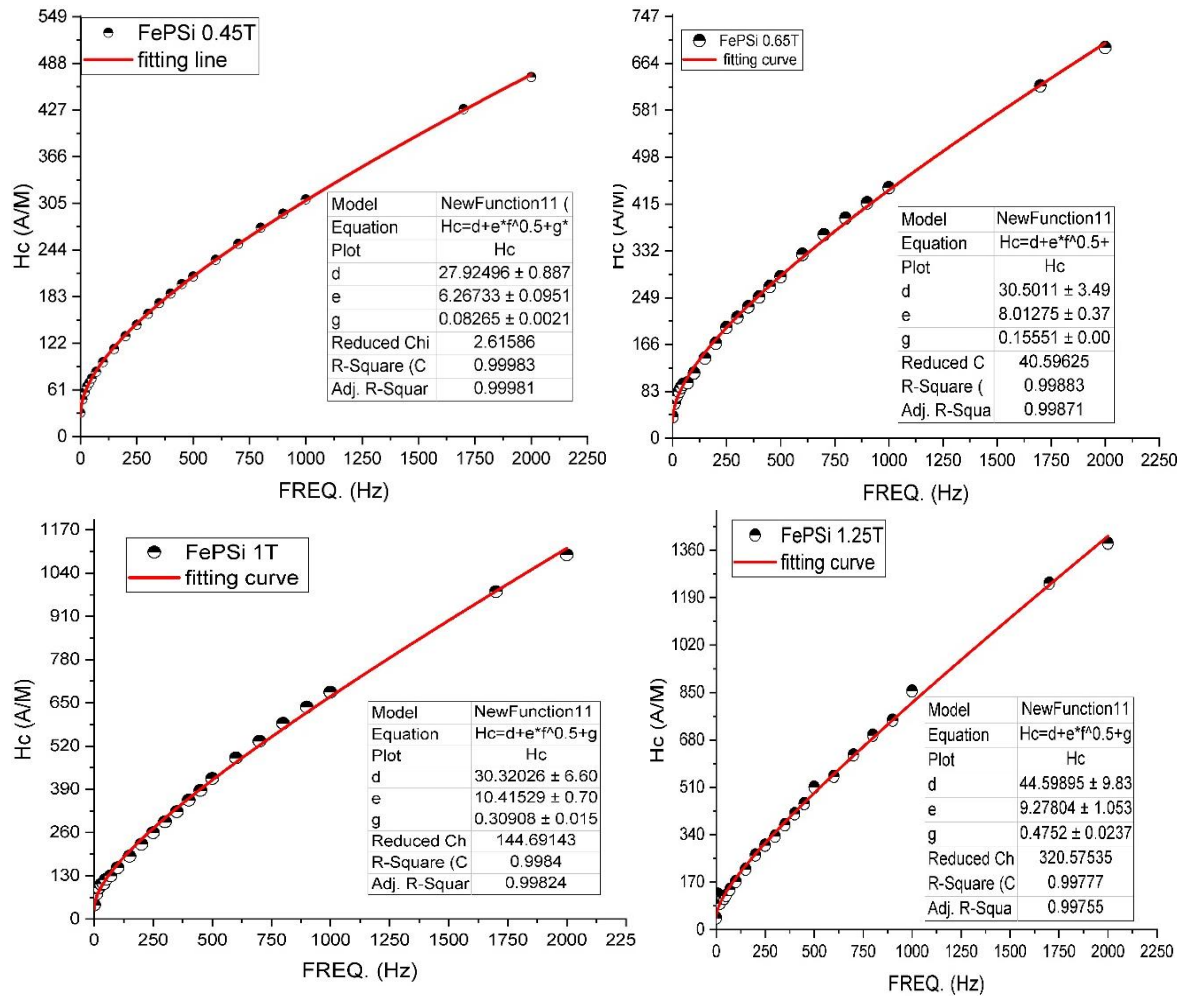 549
488
427
366
305
244
183
122
61
0
Hc (A/M)
FePSi 0.45T
fitting line
Model NewFunction11 (
Equation Hc=d+e*f^0.5+g*
Plot Hc
d 27.92496 ± 0.887
e 6.26733 ± 0.0951
g 0.08265 ± 0.0021
Reduced Chi 2.61586
R-Square (C 0.99983
Adj. R-Squar 0.99981
0 250 500 750 1000 1250 1500 1750 2000 2250
FREQ. (Hz)
747
664
581
498
415
332
249
166
83
0
Hc (A/M)
FePSi 0.65T
fitting curve
Model NewFunction11
Equation Hc=d+e*f^0.5+
Plot Hc
d 30.5011 ± 3.49
e 8.01275 ± 0.37
g 0.15551 ± 0.00
Reduced C 40.59625
R-Square ( 0.99883
Adj. R-Squa 0.99871
0 250 500 750 1000 1250 1500 1750 2000 2250
FREQ. (Hz)
1170
1040
910
780
650
520
390
260
130
0
Hc (A/M)
FePSi 1T
fitting curve
Model NewFunction11
Equation Hc=d+e*f^0.5+g
Plot Hc
d 30.32026 ± 6.60
e 10.41529 ± 0.70
g 0.30908 ± 0.015
Reduced Ch 144.69143
R-Square (C 0.9984
Adj. R-Squar 0.99824
0 250 500 750 1000 1250 1500 1750 2000 225
FREQ. (Hz)
1360
1190
1020
850
680
510
340
170
0
Hc (A/M)
FePSi 1.25T
fitting curve
Model NewFunction11
Equation Hc=d+e*f^0.5+g
Plot Hc
d 44.59895 ± 9.83
e 9.27804 ± 1.053
g 0.4752 ± 0.0237
Reduced Ch 320.57535
R-Square (C 0.99777
Adj. R-Squa 0.99755
0 250 500 750 1000 1250 1500 1750 2000 2250
FREQ. (Hz)